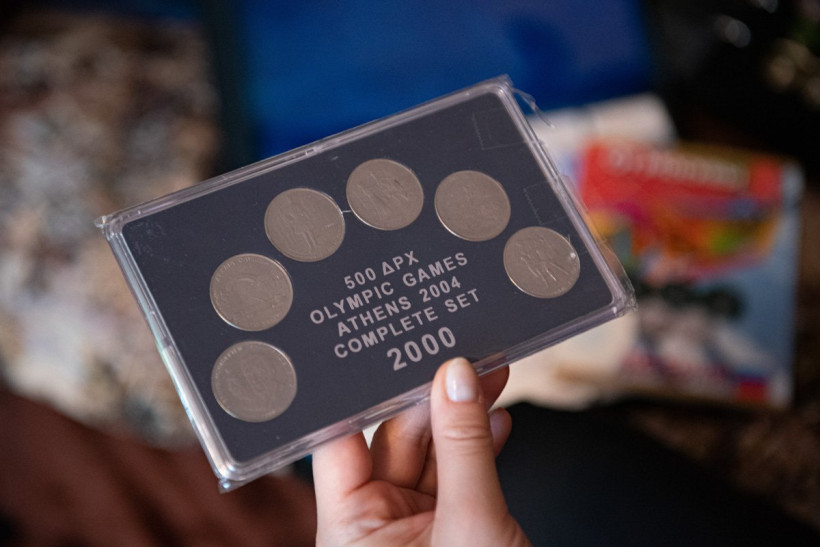 500 ΔΡΧ
OLYMPIC GAMES
ATHENS 2004
COMPLETE SET
2000